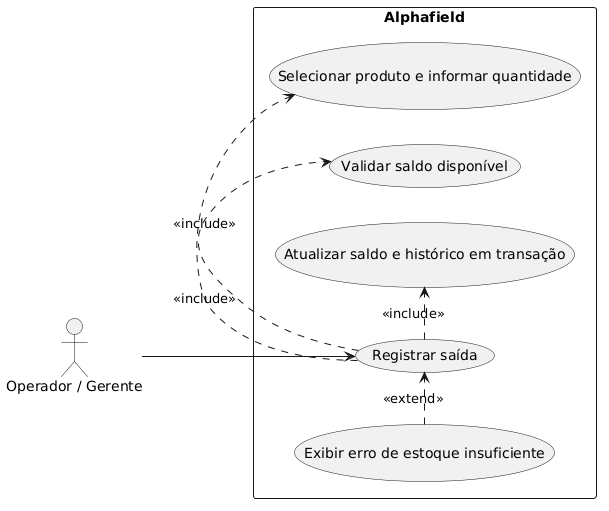 Alphafield
Selecionar produto e informar quantidade
Validar saldo disponível
«include»
Atualizar saldo e histórico em transação
«include»
«include»
Registrar saída
Operador / Gerente
«extend»
Exibir erro de estoque insuficiente